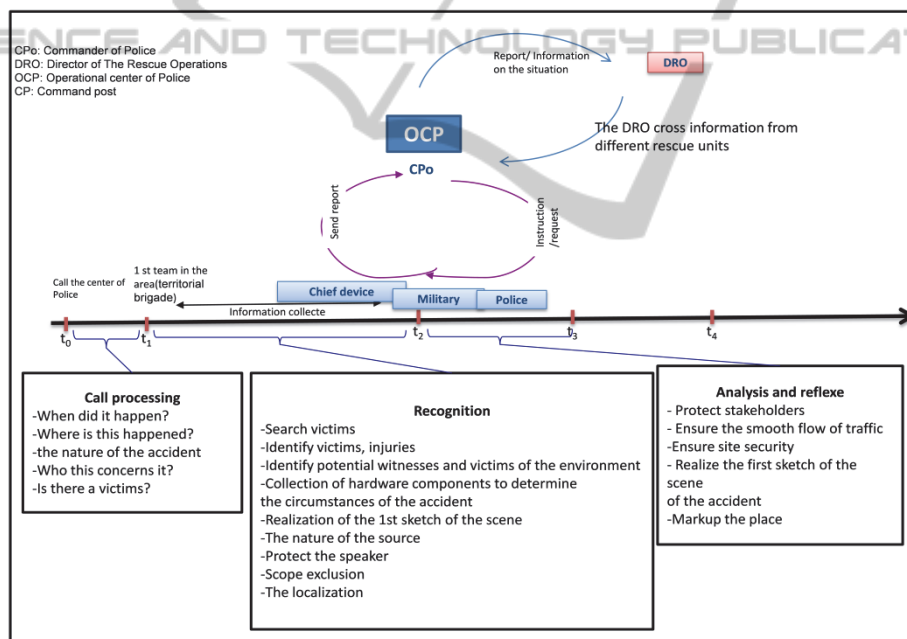 ENCE AND TECHNOLOGY PUBLICAT
CPo: Commander of Police
DRO: Director of The Rescue Operations
OCP: Operational center of Police
CP: Command post
Report/ Information
on the situation
DRO
The DRO cross information from
different rescue units
OCP
CPo
Send report
Instruction
/request
Call the center of
Police
1 st team in the
area(territorial
brigade)
Chief device
Military
Police
Information collecte
t0
t1
t2
t3
t4
Call processing
-When did it happen?
-Where is this happened?
-the nature of the accident
-Who this concerns it?
-Is there a victims?
Recognition
-Search victims
-Identify victims, injuries
-Identify potential witnesses and victims of the environment
-Collection of hardware components to determine
the circumstances of the accident
-Realization of the 1st sketch of the scene
-The nature of the source
-Protect the speaker
-Scope exclusion
-The localization
Analysis and reflexe
- Protect stakeholders
- Ensure the smooth flow of traffic
-Ensure site security
- Realize the first sketch of the
scene
of the accident
-Markup the place